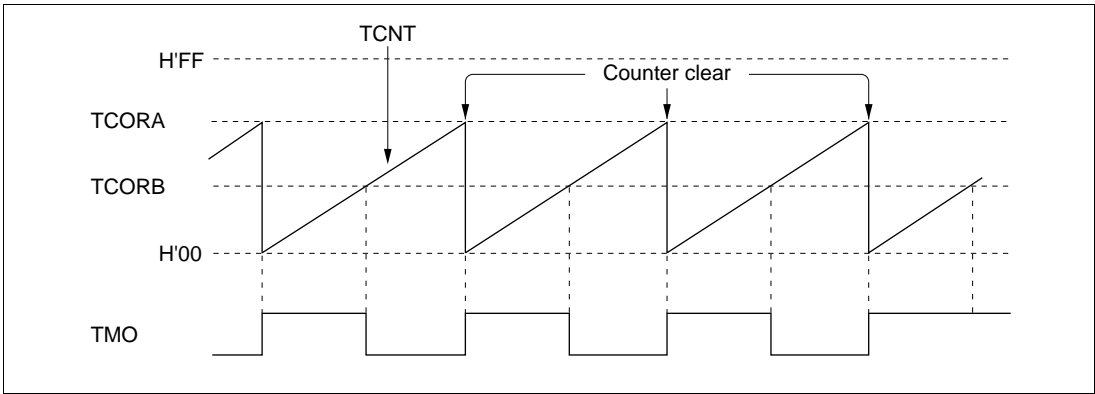 TCNT
H'FF
Counter clear
TCORA
TCORB
H'00
TMO